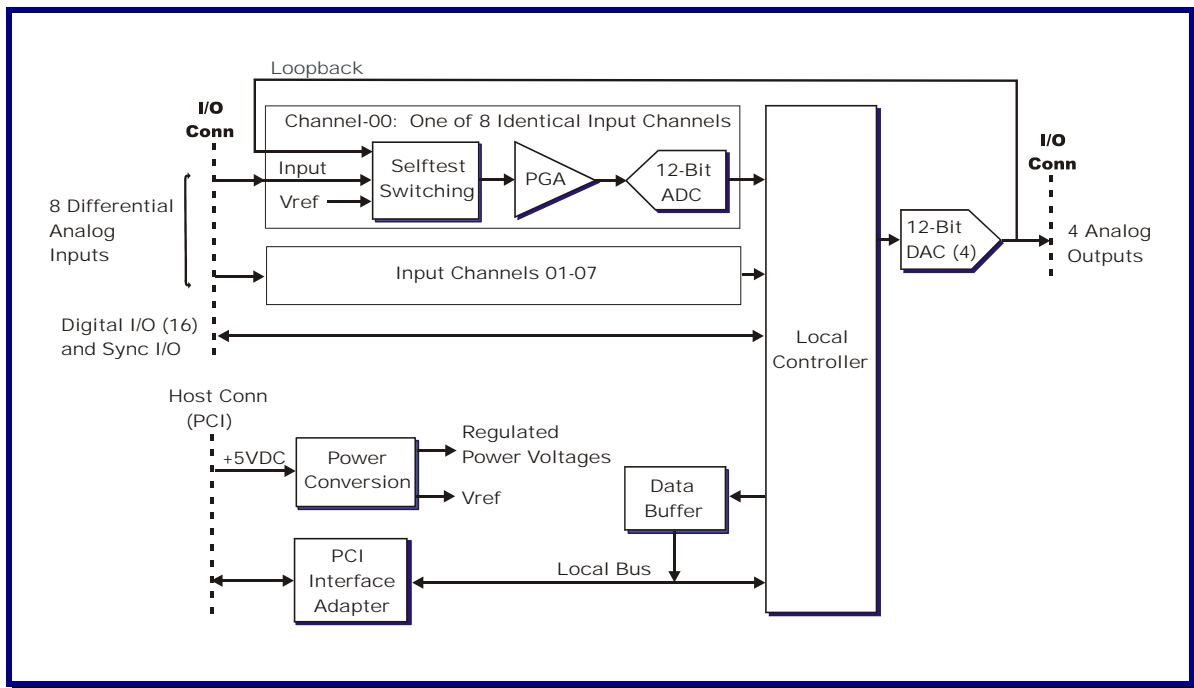 Loopback
I/O
Conn
Channel-00: One of 8 Identical Input Channels
I/O
Conn
Input
Vref
Selftest
Switching
PGA
12-Bit
ADC
8 Differential
Analog
Inputs
12-Bit
DAC (4)
4 Analog
Outputs
Input Channels 01-07
Digital I/O (16)
and Sync I/O
Local
Controller
Host Conn
(PCI)
+5VDC
Power
Conversion
Regulated
Power Voltages
Vref
Data
Buffer
PCI
Interface
Adapter
Local Bus